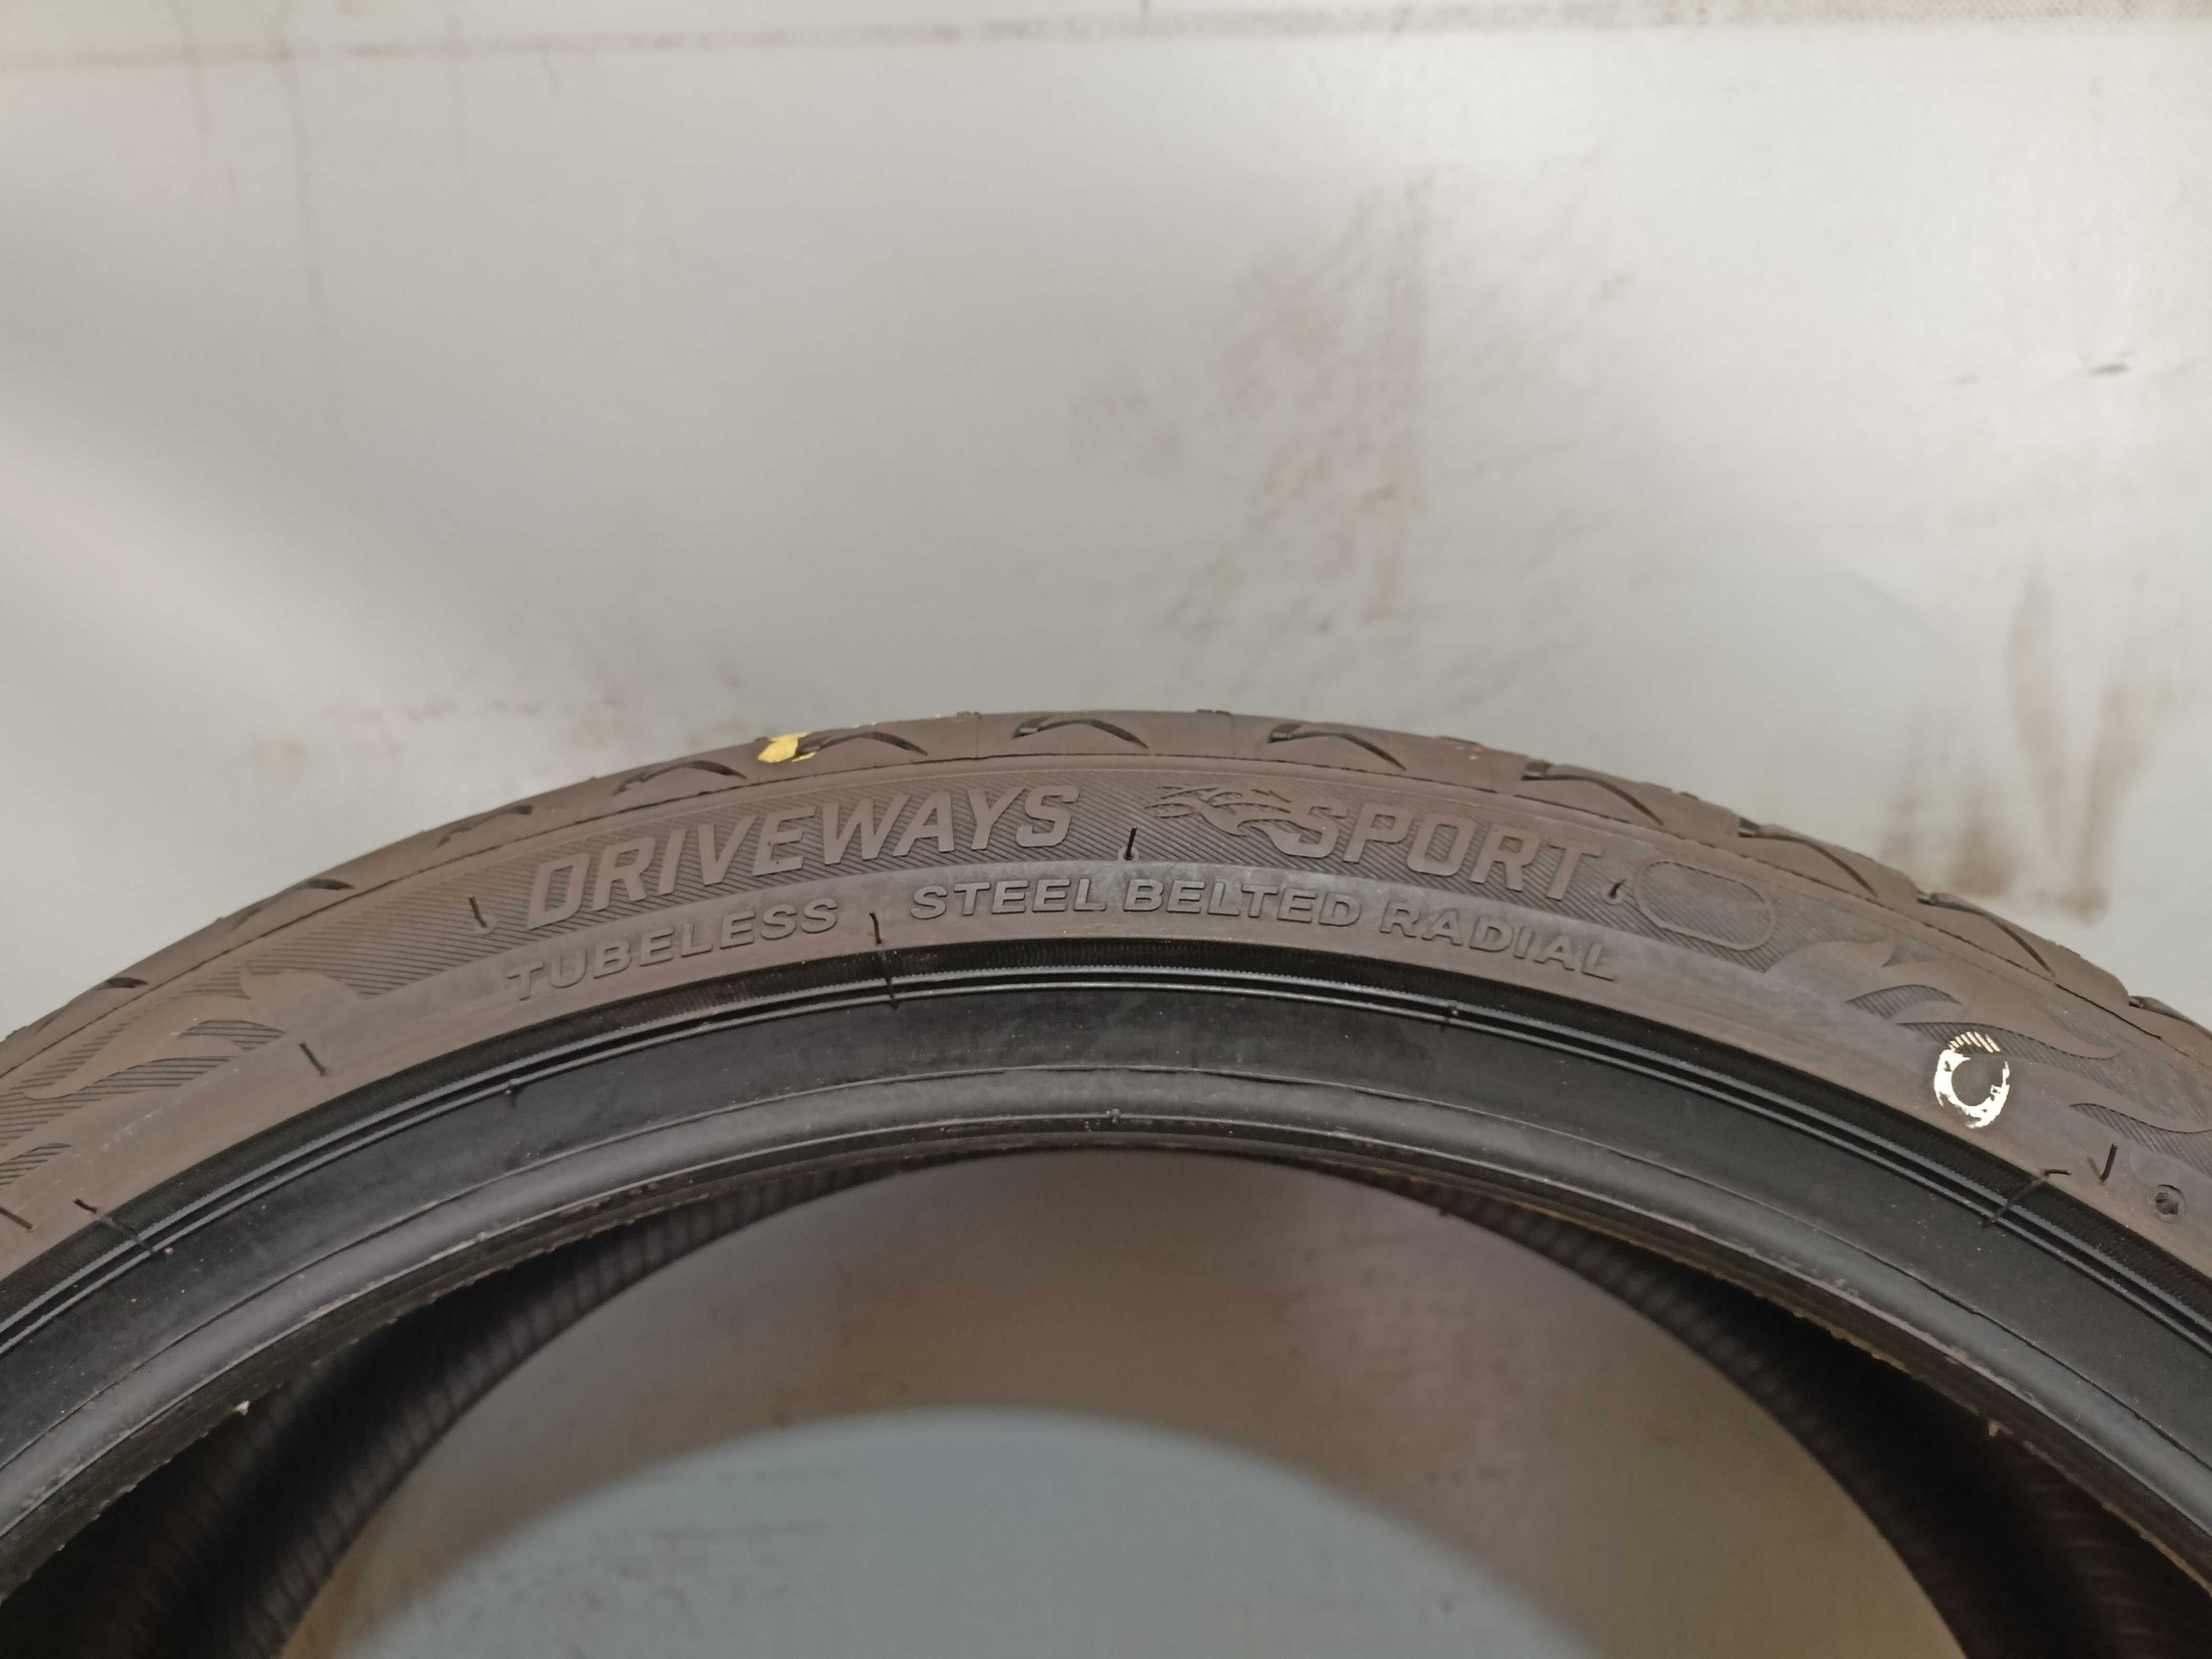 DRIVEWAYS SPORT
TUBELESS STEEL BELTED RADIAL